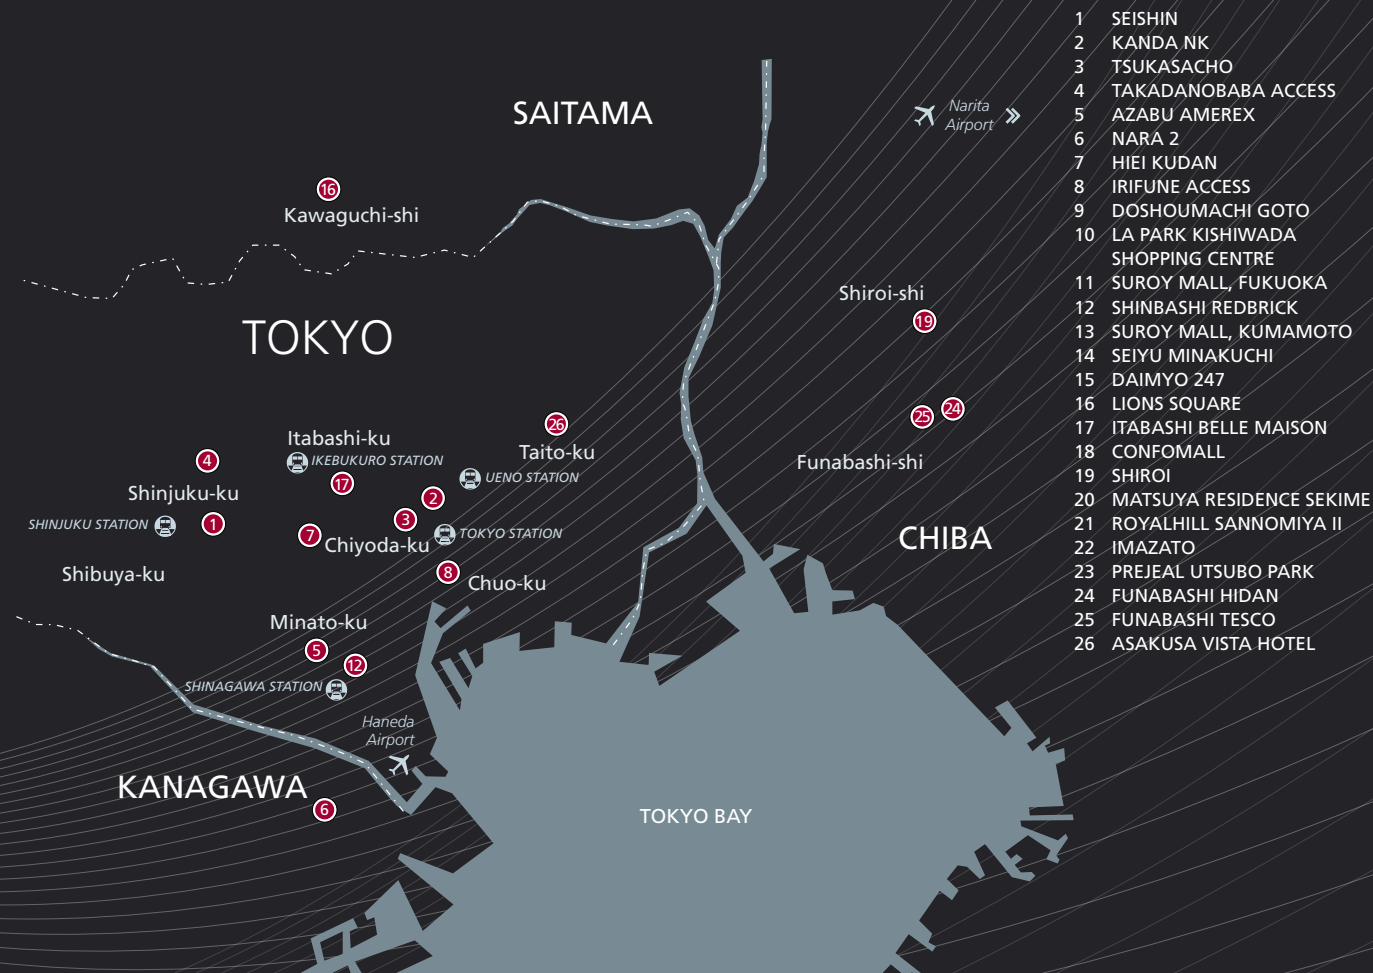 SAITAMA
Narita
Airport
16
Kawaguchi-shi
Shiroi-shi
19
TOKYO
26
Taito-ku
25
24
Funabashi-shi
Itabashi-ku
IKEBUKURO STATION
4
Shinjuku-ku
17
UENO STATION
2
SHINJUKU STATION
1
3
7
Chiyoda-ku
TOKYO STATION
CHIBA
Shibuya-ku
8
Chuo-ku
Minato-ku
5
12
SHINAGAWA STATION
Haneda
Airport
KANAGAWA
6
TOKYO BAY
1 SEISHIN
2 KANDA NK
3 TSUKASACHO
4 TAKADANOBABA ACCESS
5 AZABU AMEREX
6 NARA 2
7 HIEI KUDAN
8 IRIFUNE ACCESS
9 DOSHOUMACHI GOTO
10 LA PARK KISHIWADA
SHOPPING CENTRE
11 SUROY MALL, FUKUOKA
12 SHINBASHI REDBRICK
13 SUROY MALL, KUMAMOTO
14 SEIYU MINAKUCHI
15 DAIMYO 247
16 LIONS SQUARE
17 ITABASHI BELLE MAISON
18 CONFOMALL
19 SHIROI
20 MATSUYA RESIDENCE SEKIME
21 ROYALHILL SANNOMIYA II
22 IMAZATO
23 PREJEAL UTSUBO PARK
24 FUNABASHI HIDAN
25 FUNABASHI TESCO
26 ASAKUSA VISTA HOTEL